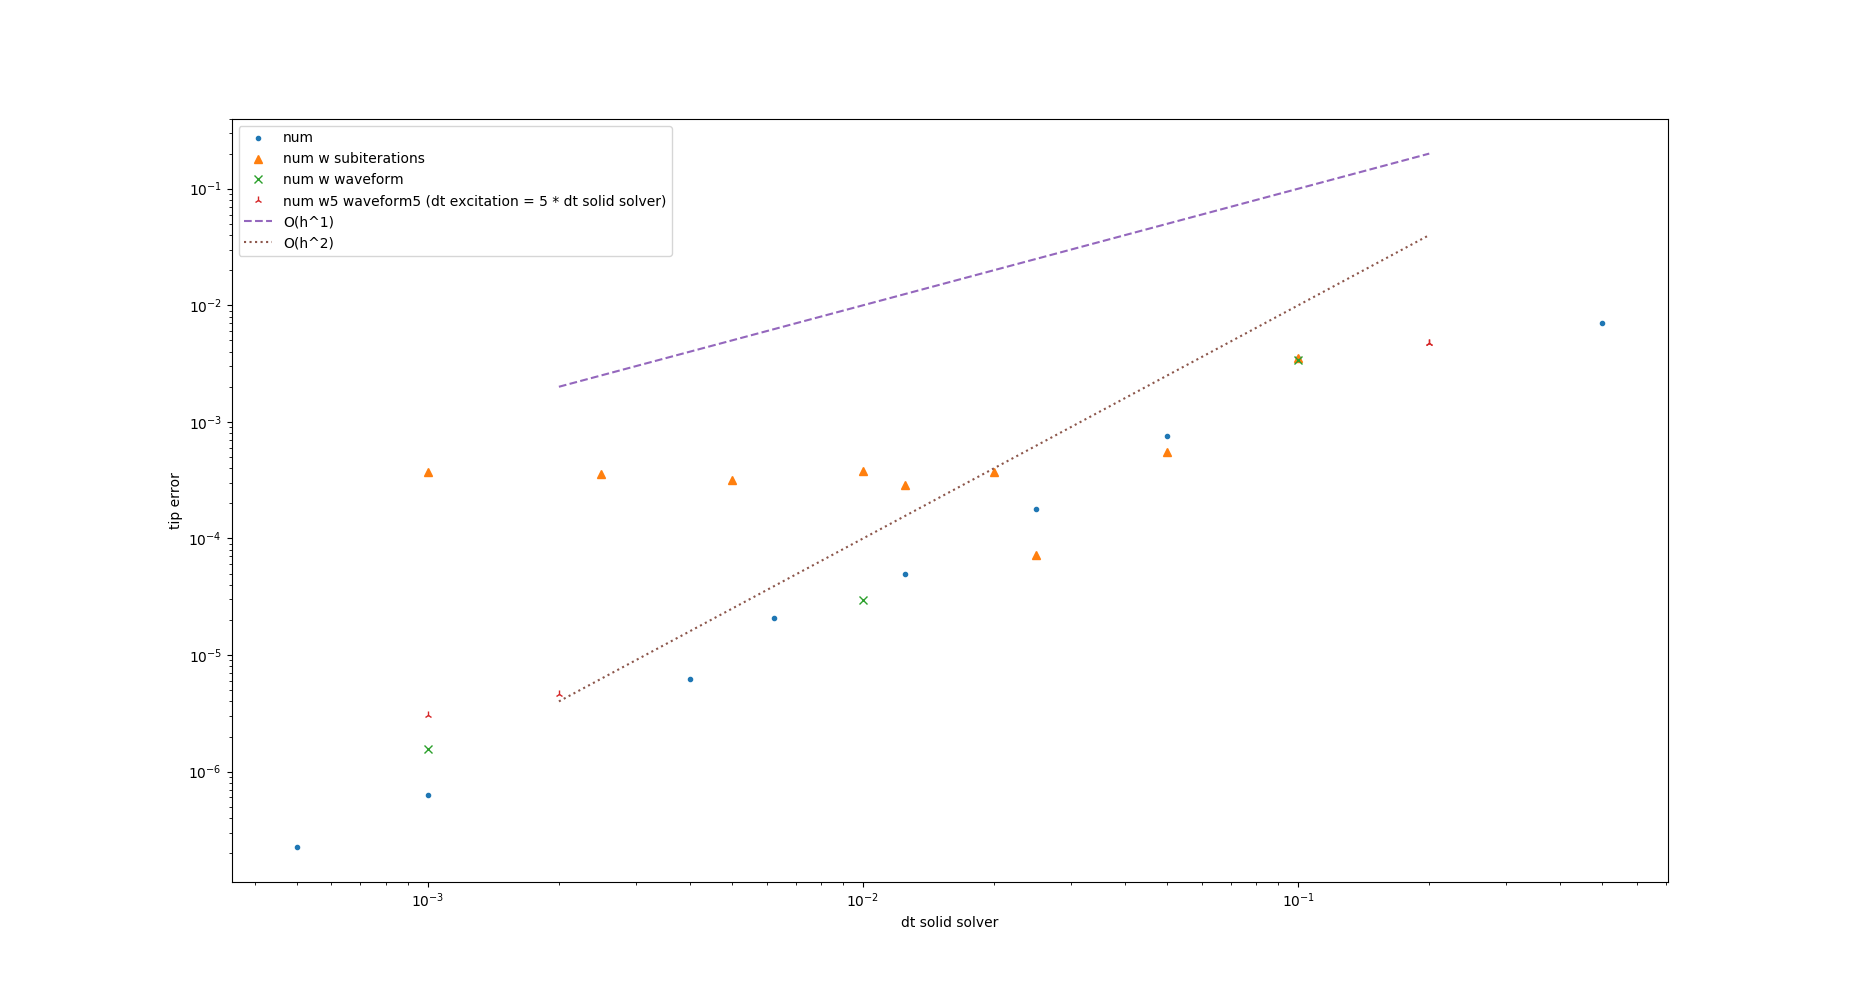 num
num w subiterations
num w waveform
num w5 waveform5 (dt excitation = 5 * dt solid solver)
O(h^1)
O(h^2)
10⁻¹
10⁻²
10⁻³
10⁻⁴
10⁻⁵
10⁻⁶
tip error
10⁻³ 10⁻² 10⁻¹
dt solid solver